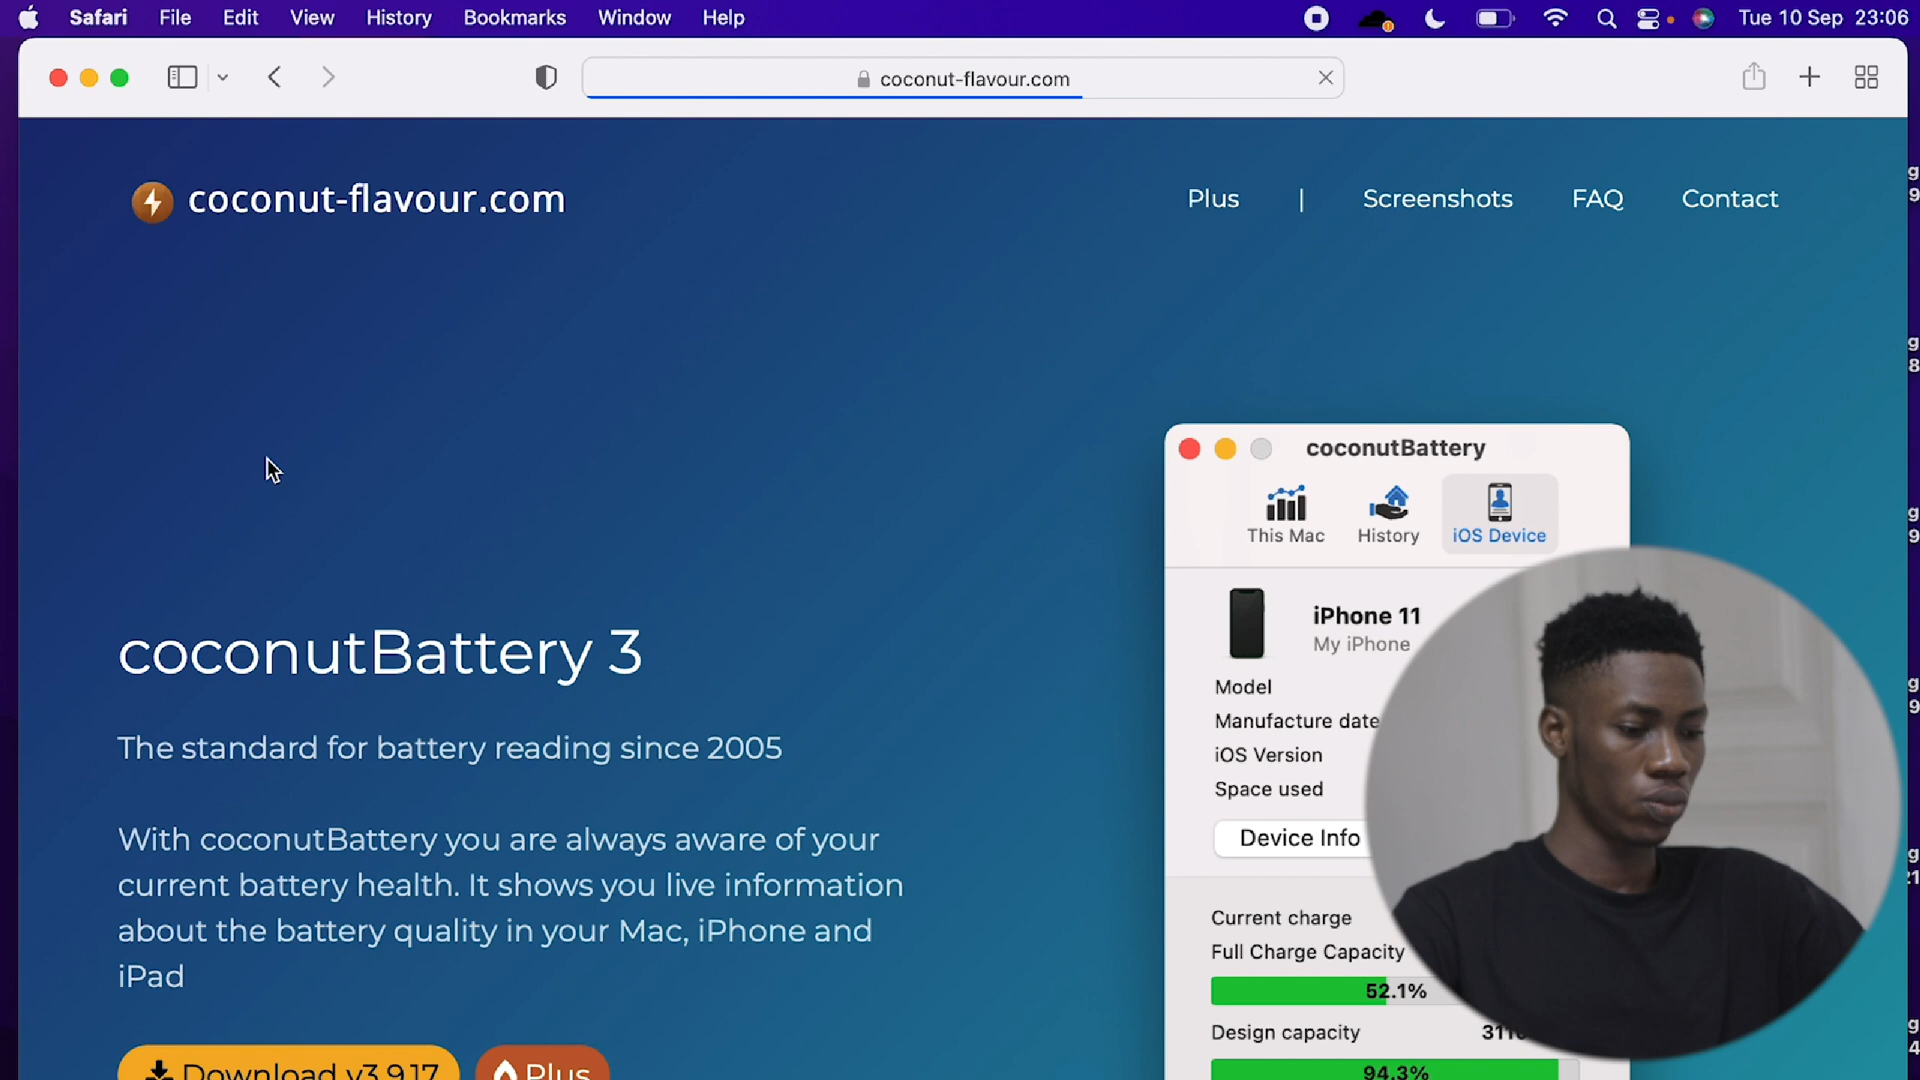 Safari File Edit View History Bookmarks Window Help Tue 10 Sep 23:06
coconut-flavour.com
coconut-flavour.com
Plus | Screenshots FAQ Contact
coconutBattery 3
The standard for battery reading since 2005
With coconutBattery you are always aware of your
current battery health. It shows you live information
about the battery quality in your Mac, iPhone and
iPad
Download v3.9.17 Plus
coconutBattery
This Mac History iOS Device
iPhone 11
My iPhone
Model
Manufacture date
iOS Version
Space used
Device Info
Current charge
Full Charge Capacity
52.1%
Design capacity
94.3%